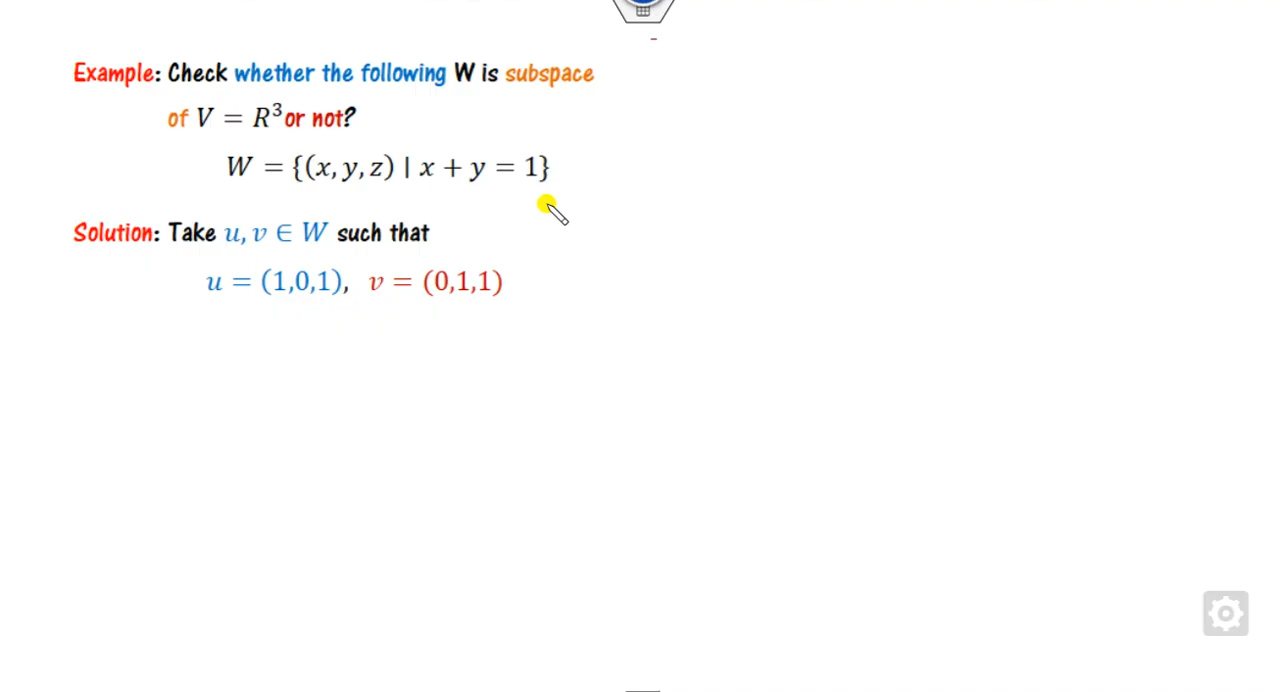 Example: Check whether the following W is subspace
of V = R³ or not?
W = {(x, y, z) | x + y = 1}
Solution: Take u, v ∈ W such that
u = (1,0,1), v = (0,1,1)